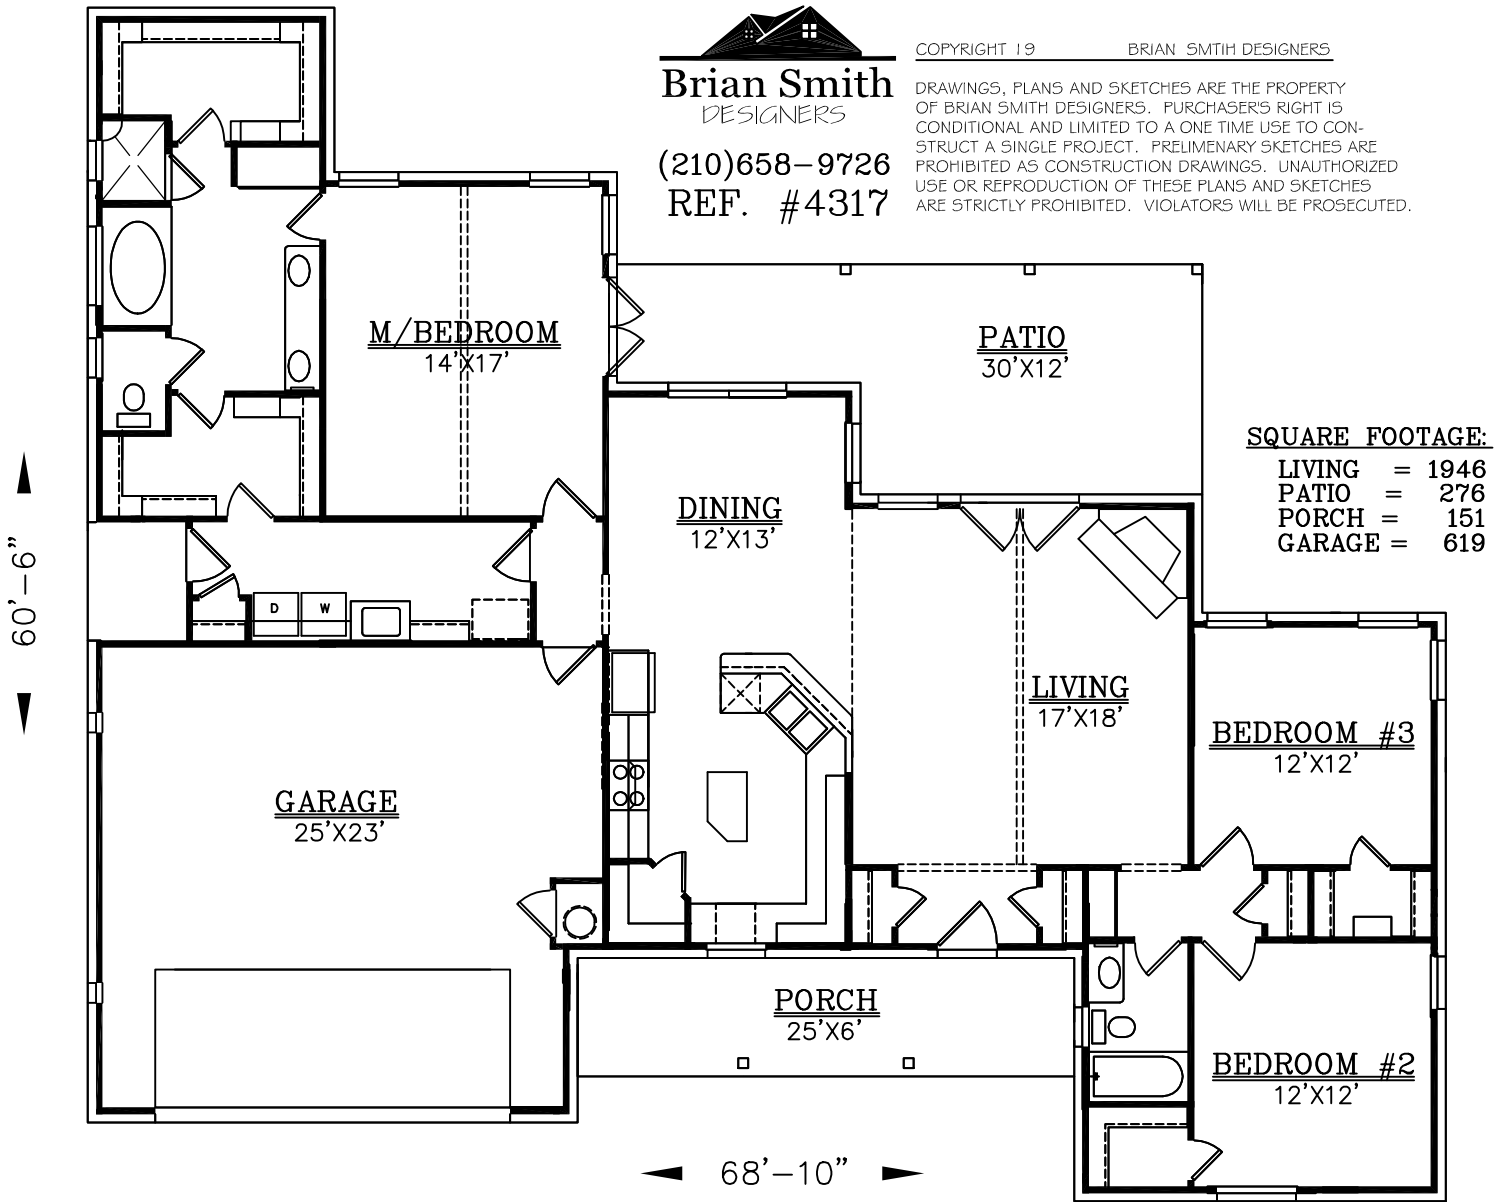 Brian Smith
DESIGNERS
(210)658-9726
REF. #4317
COPYRIGHT 19 BRIAN SMTIH DESIGNERS
DRAWINGS, PLANS AND SKETCHES ARE THE PROPERTY
OF BRIAN SMITH DESIGNERS. PURCHASER'S RIGHT IS
CONDITIONAL AND LIMITED TO A ONE TIME USE TO CON-
STRUCT A SINGLE PROJECT. PRELIMENARY SKETCHES ARE
PROHIBITED AS CONSTRUCTION DRAWINGS. UNAUTHORIZED
USE OR REPRODUCTION OF THESE PLANS AND SKETCHES
ARE STRICTLY PROHIBITED. VIOLATORS WILL BE PROSECUTED.
M/BEDROOM
14'X17'
PATIO
30'X12'
SQUARE FOOTAGE:
LIVING = 1946
PATIO = 276
PORCH = 151
GARAGE = 619
DINING
12'X13'
60'-6"
D W
LIVING
17'X18'
BEDROOM #3
12'X12'
GARAGE
25'X23'
PORCH
25'X6'
BEDROOM #2
12'X12'
68'-10"